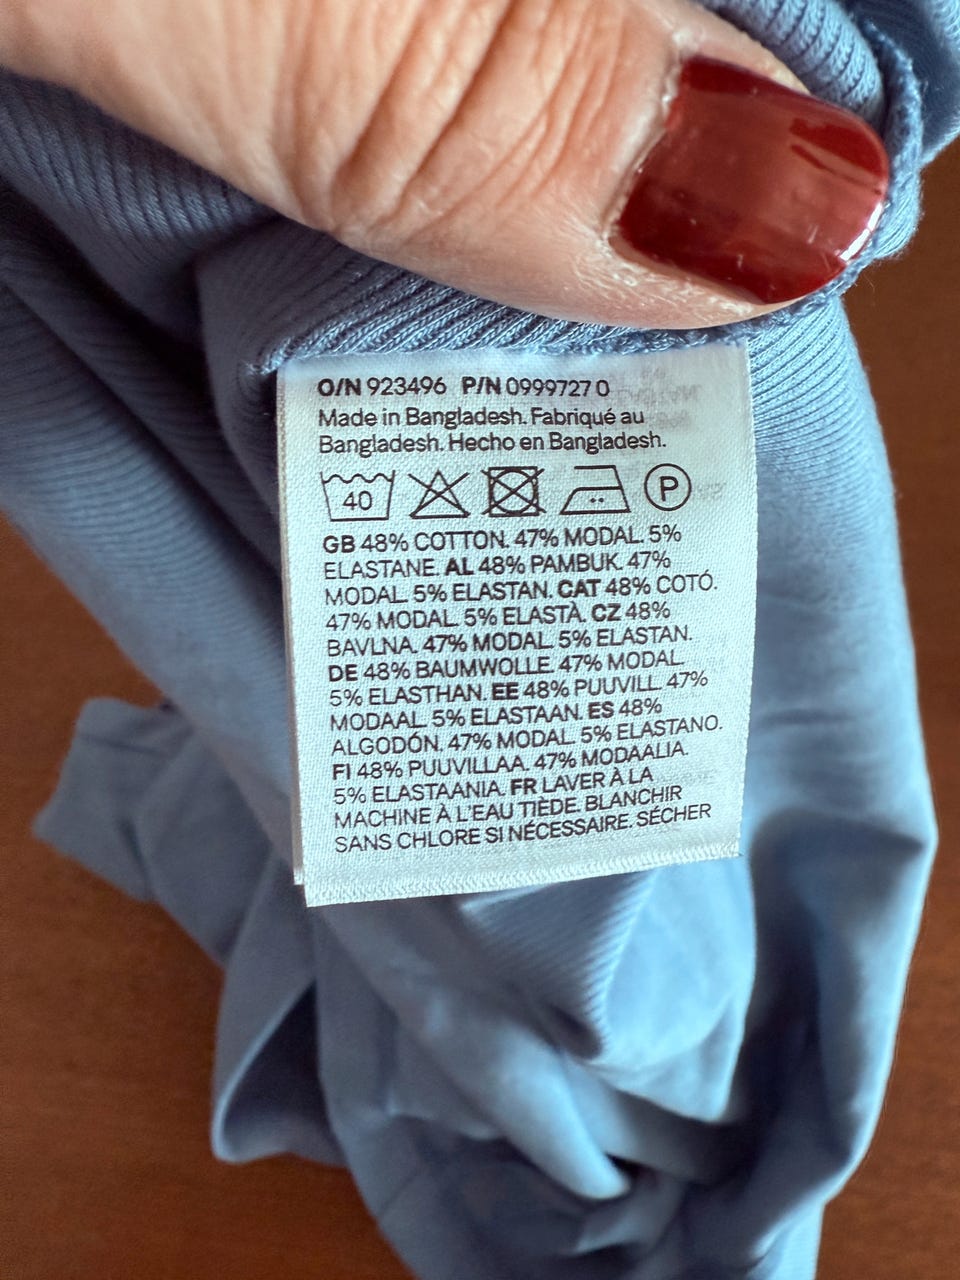 O/N 923496 P/N 0999727 0
Made in Bangladesh. Fabriqué au
Bangladesh. Hecho en Bangladesh.
40 P
GB 48% COTTON. 47% MODAL. 5%
ELASTANE. AL 48% PAMBUK. 47%
MODAL. 5% ELASTAN. CAT 48% COTÓ.
47% MODAL. 5% ELASTÀ. CZ 48%
BAVLNA. 47% MODAL. 5% ELASTAN.
DE 48% BAUMWOLLE. 47% MODAL.
5% ELASTHAN. EE 48% PUUVILL. 47%
MODAAL. 5% ELASTAAN. ES 48%
ALGODÓN. 47% MODAL. 5% ELASTANO.
FI 48% PUUVILLAA. 47% MODAALIA.
5% ELASTAANIA. FR LAVER À LA
MACHINE À L'EAU TIÈDE. BLANCHIR
SANS CHLORE SI NÉCESSAIRE. SÉCHER